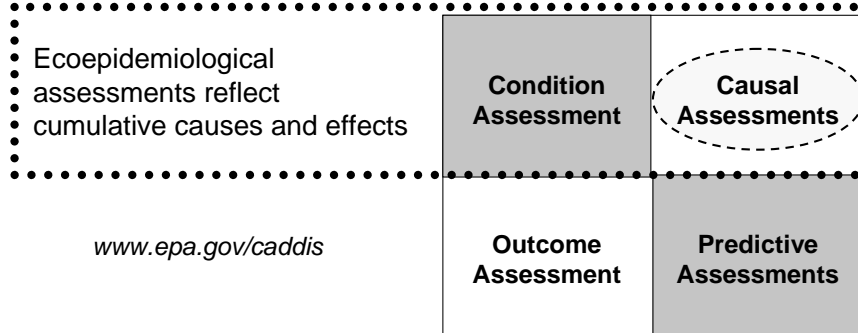 Ecoepidemiological
assessments reflect
cumulative causes and effects
Condition
Assessment
Causal
Assessments
www.epa.gov/caddis
Outcome
Assessment
Predictive
Assessments